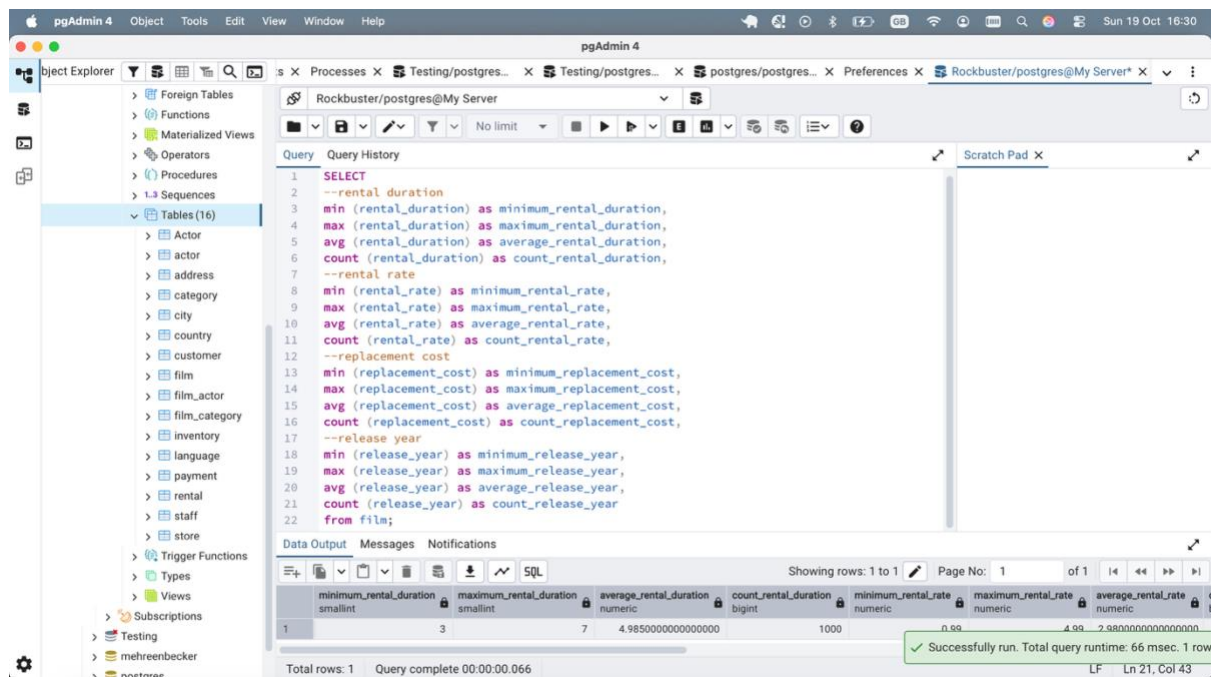 pgAdmin 4 Object Tools Edit View Window Help GB Sun 19 Oct 16:30
pgAdmin 4
bject Explorer :s X Processes X Testing/postgres... X Testing/postgres... X postgres/postgres... X Preferences X Rockbuster/postgres@My Server* X
Foreign Tables
Functions
Materialized Views
Operators
Procedures
1..3 Sequences
Tables (16)
Actor
actor
address
category
city
country
customer
film
film_actor
film_category
inventory
language
payment
rental
staff
store
Trigger Functions
Types
Views
Subscriptions
Testing
mehreenbecker
postgres
Rockbuster/postgres@My Server
No limit
Query Query History Scratch Pad X
1 SELECT
2 --rental duration
3 min (rental_duration) as minimum_rental_duration,
4 max (rental_duration) as maximum_rental_duration,
5 avg (rental_duration) as average_rental_duration,
6 count (rental_duration) as count_rental_duration,
7 --rental rate
8 min (rental_rate) as minimum_rental_rate,
9 max (rental_rate) as maximum_rental_rate,
10 avg (rental_rate) as average_rental_rate,
11 count (rental_rate) as count_rental_rate,
12 --replacement cost
13 min (replacement_cost) as minimum_replacement_cost,
14 max (replacement_cost) as maximum_replacement_cost,
15 avg (replacement_cost) as average_replacement_cost,
16 count (replacement_cost) as count_replacement_cost,
17 --release year
18 min (release_year) as minimum_release_year,
19 max (release_year) as maximum_release_year,
20 avg (release_year) as average_release_year,
21 count (release_year) as count_release_year
22 from film;
Data Output Messages Notifications
SQL Showing rows: 1 to 1 Page No: 1 of 1
minimum_rental_duration maximum_rental_duration average_rental_duration count_rental_duration minimum_rental_rate maximum_rental_rate average_rental_rate
smallint smallint numeric bigint numeric numeric numeric
1 3 7 4.9850000000000000 1000 0.99 4.99 2.9800000000000000
Successfully run. Total query runtime: 66 msec. 1 row
Total rows: 1 Query complete 00:00:00.066 LF Ln 21, Col 43